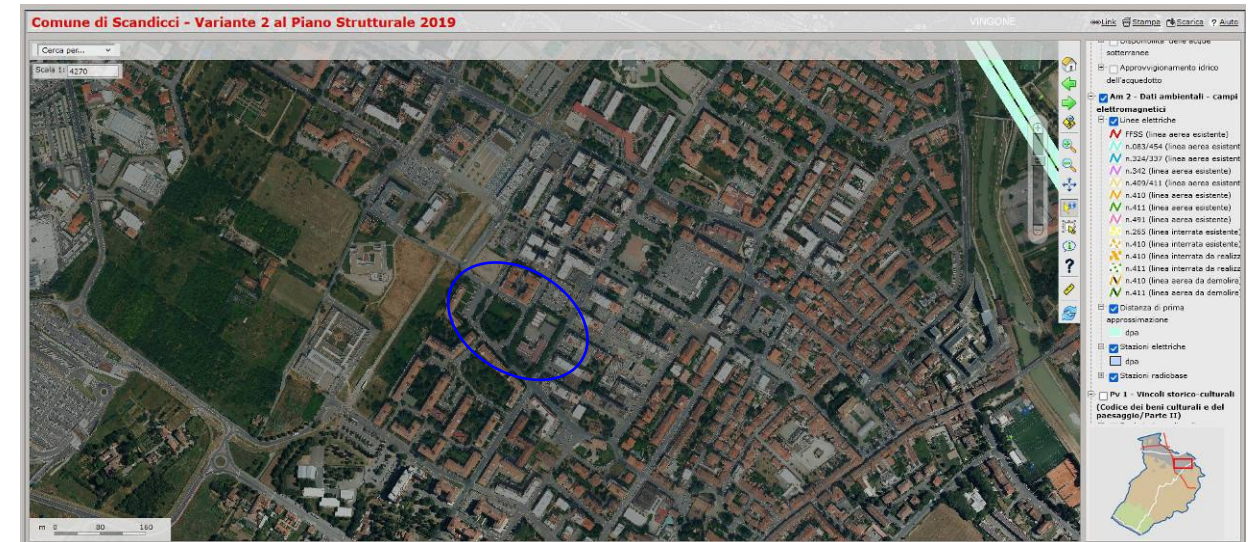 Comune di Scandicci - Variante 2 al Piano Strutturale 2019
VINGONE
Link Stampa Scarica ? Aiuto
Cerca per...
Scala 1: 4270
Disponibilità delle acque
sotterranee
Approvvigionamento idrico
dell'acquedotto
Am 2 - Dati ambientali - campi
elettromagnetici
Linee elettriche
FFSS (linea aerea esistente)
n.083/454 (linea aerea esistent
n.324/337 (linea aerea esistent
n.342 (linea aerea esistente)
n.409/411 (linea aerea esistent
n.410 (linea aerea esistente)
n.411 (linea aerea esistente)
n.491 (linea aerea esistente)
n.265 (linea interrata esistente)
n.410 (linea interrata esistente)
n.410 (linea interrata da realizz
n.411 (linea interrata da realizz
n.410 (linea aerea da demolire)
n.411 (linea aerea da demolire)
Distanza di prima
approssimazione
dpa
Stazioni elettriche
dpa
Stazioni radiobase
Pv 1 - Vincoli storico-culturali
(Codice dei beni culturali e del
paesaggio/Parte II)
m 0 80 160